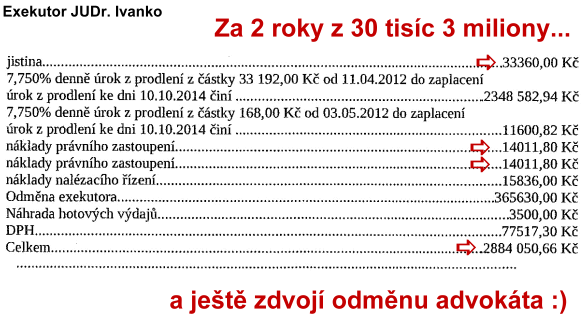 Exekutor JUDr. Ivanko
Za 2 roky z 30 tisíc 3 miliony...
jistina....................................................................................................33360,00 Kč
7,750% denně úrok z prodlení z částky 33 192,00 Kč od 11.04.2012 do zaplacení
úrok z prodlení ke dni 10.10.2014 činí ......................................................2348 582,94 Kč
7,750% denně úrok z prodlení z částky 168,00 Kč od 03.05.2012 do zaplacení
úrok z prodlení ke dni 10.10.2014 činí ..........................................................11600,82 Kč
náklady právního zastoupení........................................................................14011,80 Kč
náklady právního zastoupení........................................................................14011,80 Kč
náklady nalézacího řízení.............................................................................15836,00 Kč
Odměna exekutora.....................................................................................365630,00 Kč
Náhrada hotových výdajů...............................................................................3500,00 Kč
DPH..........................................................................................................77517,30 Kč
Celkem..................................................................................................2884 050,66 Kč
..............................................................................................................................
a ještě zdvojí odměnu advokáta :)